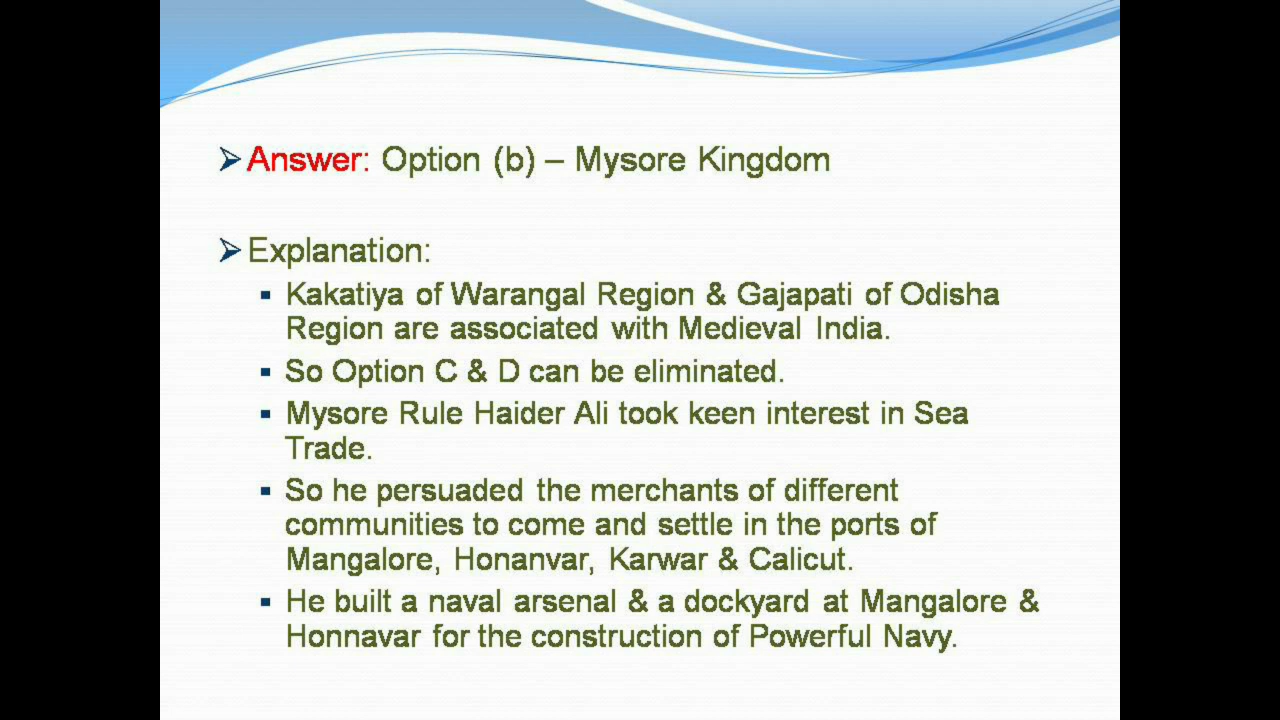 Answer: Option (b) – Mysore Kingdom
Explanation:
Kakatiya of Warangal Region & Gajapati of Odisha
Region are associated with Medieval India.
So Option C & D can be eliminated.
Mysore Rule Haider Ali took keen interest in Sea
Trade.
So he persuaded the merchants of different
communities to come and settle in the ports of
Mangalore, Honanvar, Karwar & Calicut.
He built a naval arsenal & a dockyard at Mangalore &
Honnavar for the construction of Powerful Navy.